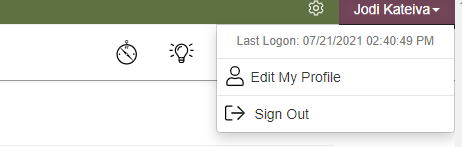 Jodi Kateiva
Last Logon: 07/21/2021 02:40:49 PM
Edit My Profile
Sign Out